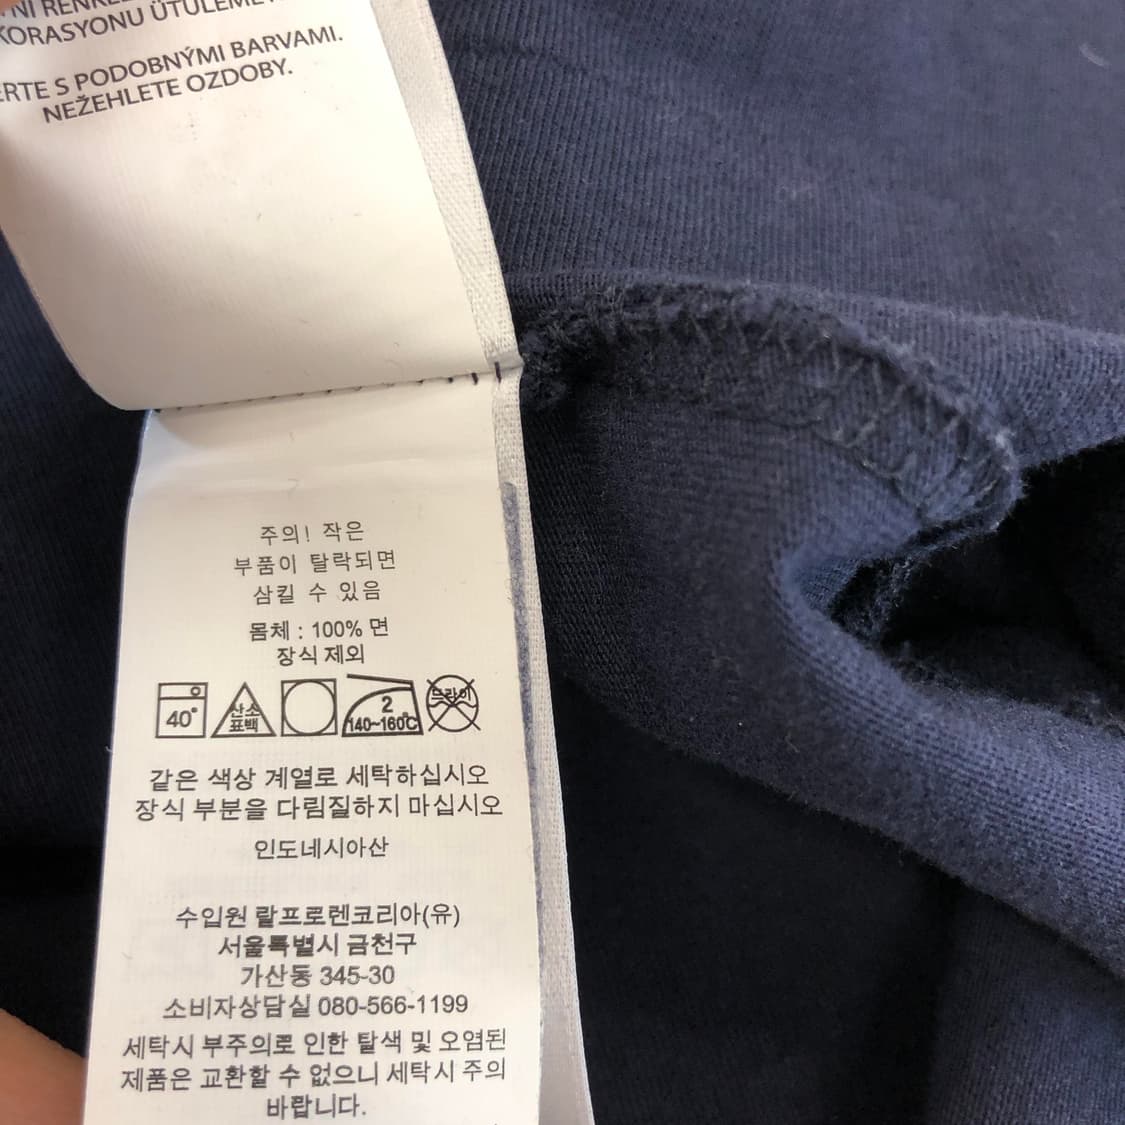 KORASYONU ÜTÜLEME
S PODOBNÝMI BARVAMI.
NEŽEHLETE OZDOBY.
주의! 작은
부품이 탈락되면
삼킬 수 있음
몸체 : 100% 면
장식 제외
40° 산소 표백 2 140~160℃ 드라이
같은 색상 계열로 세탁하십시오
장식 부분을 다림질하지 마십시오
인도네시아산
수입원 랄프로렌코리아(유)
서울특별시 금천구
가산동 345-30
소비자상담실 080-566-1199
세탁시 부주의로 인한 탈색 및 오염된
제품은 교환할 수 없으니 세탁시 주의
바랍니다.